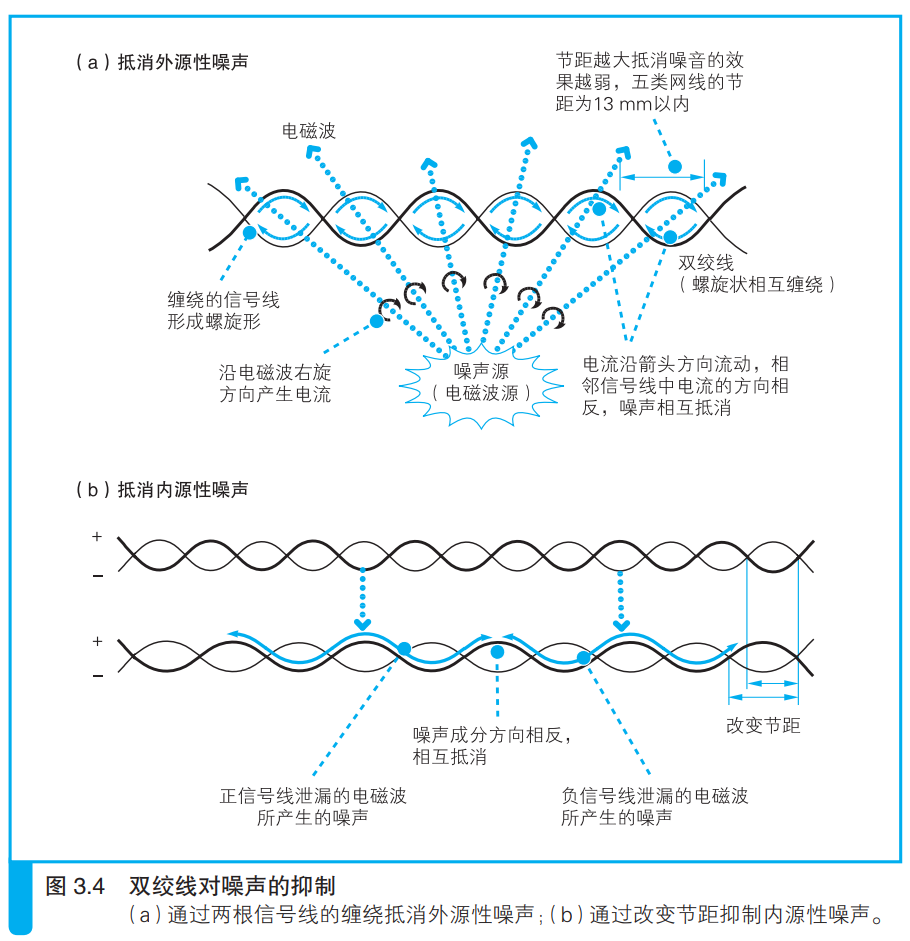 (a)抵消外源性噪声
节距越大抵消噪音的效
果越弱，五类网线的节
距为13 mm以内
电磁波
缠绕的信号线
形成螺旋形
双绞线
(螺旋状相互缠绕)
沿电磁波右旋
方向产生电流
噪声源
(电磁波源)
电流沿箭头方向流动，相
邻信号线中电流的方向相
反，噪声相互抵消
(b)抵消内源性噪声
+
−
+
−
改变节距
噪声成分方向相反，
相互抵消
正信号线泄漏的电磁波
所产生的噪声
负信号线泄漏的电磁波
所产生的噪声
图 3.4 双绞线对噪声的抑制
(a)通过两根信号线的缠绕抵消外源性噪声；(b)通过改变节距抑制内源性噪声。